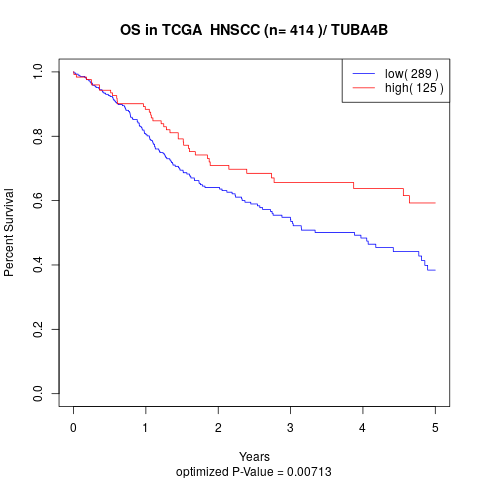 OS in TCGA HNSCC (n= 414 )/ TUBA4B
low( 289 )
high( 125 )
Percent Survival
1.0
0.8
0.6
0.4
0.2
0.0
0 1 2 3 4 5
Years
optimized P-Value = 0.00713